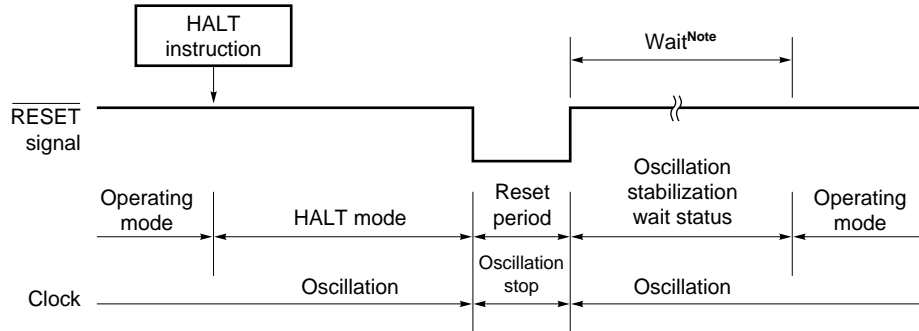 HALT
instruction
Wait Note
RESET
signal
Operating
mode
HALT mode
Reset
period
Oscillation
stabilization
wait status
Operating
mode
Clock
Oscillation
Oscillation
stop
Oscillation